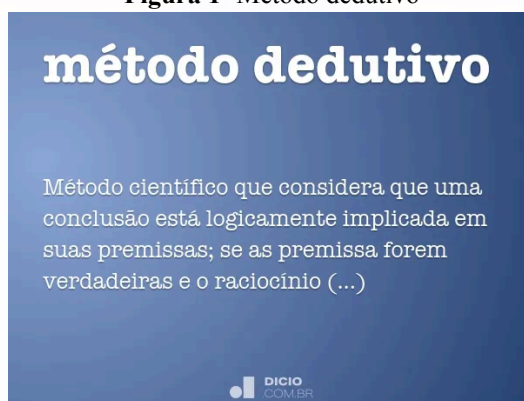 Figura 1- Método dedutivo
método dedutivo
Método científico que considera que uma
conclusão está logicamente implicada em
suas premissas; se as premissa forem
verdadeiras e o raciocínio (...)
DICIO
.COM.BR